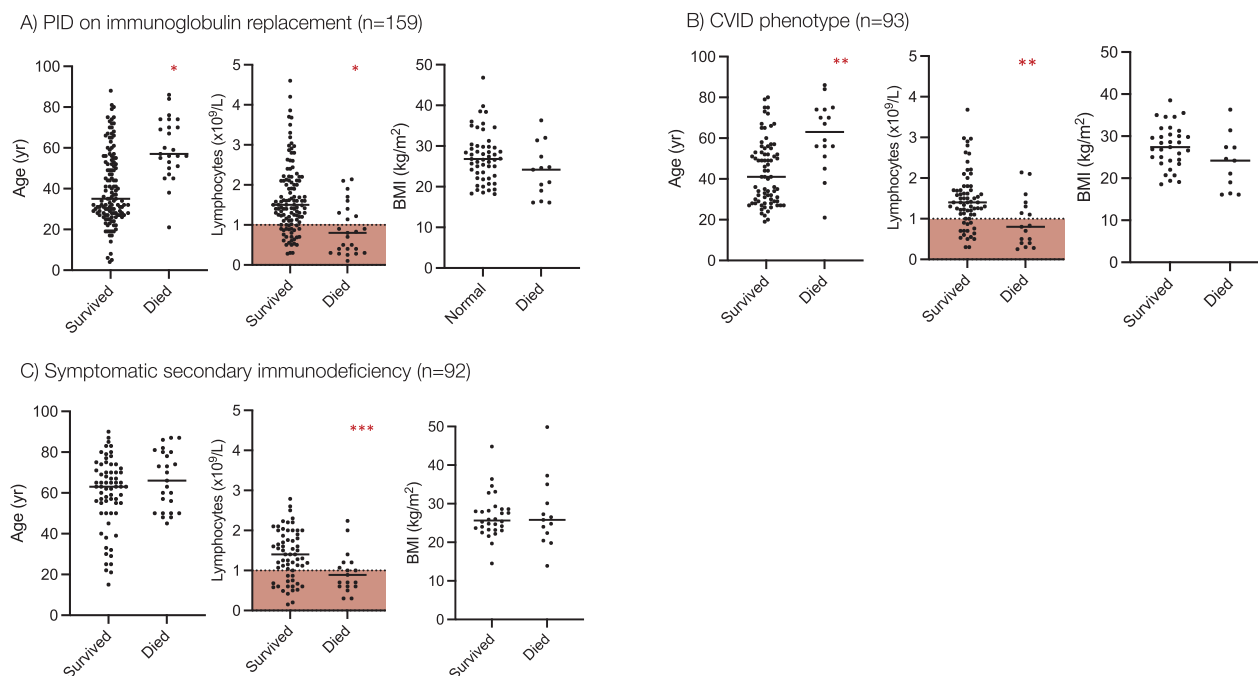 A) PID on immunoglobulin replacement (n=159)
Age (yr)
100
80
60
40
20
0
*
Survived
Died
Lymphocytes (x10⁹/L)
5
4
3
2
1
0
*
Survived
Died
BMI (kg/m²)
50
40
30
20
10
0
Normal
Died
B) CVID phenotype (n=93)
Age (yr)
100
80
60
40
20
0
**
Survived
Died
Lymphocytes (x10⁹/L)
5
4
3
2
1
0
**
Survived
Died
BMI (kg/m²)
50
40
30
20
10
0
Survived
Died
C) Symptomatic secondary immunodeficiency (n=92)
Age (yr)
100
80
60
40
20
0
Survived
Died
Lymphocytes (x10⁹/L)
5
4
3
2
1
0
***
Survived
Died
BMI (kg/m²)
50
40
30
20
10
0
Survived
Died